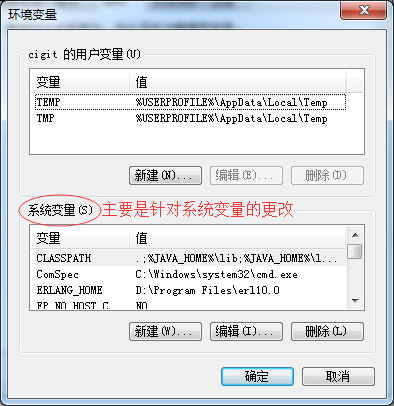 环境变量
cigit 的用户变量(U)
变量 值
TEMP %USERPROFILE%\AppData\Local\Temp
TMP %USERPROFILE%\AppData\Local\Temp
新建(N)... 编辑(E)... 删除(D)
系统变量(S) 主要是针对系统变量的更改
变量 值
CLASSPATH .;%JAVA_HOME%\lib;%JAVA_HOME%\l...
ComSpec C:\Windows\system32\cmd.exe
ERLANG_HOME D:\Program Files\erl10.0
FP_NO_HOST_C NO
新建(W)... 编辑(I)... 删除(L)
确定 取消